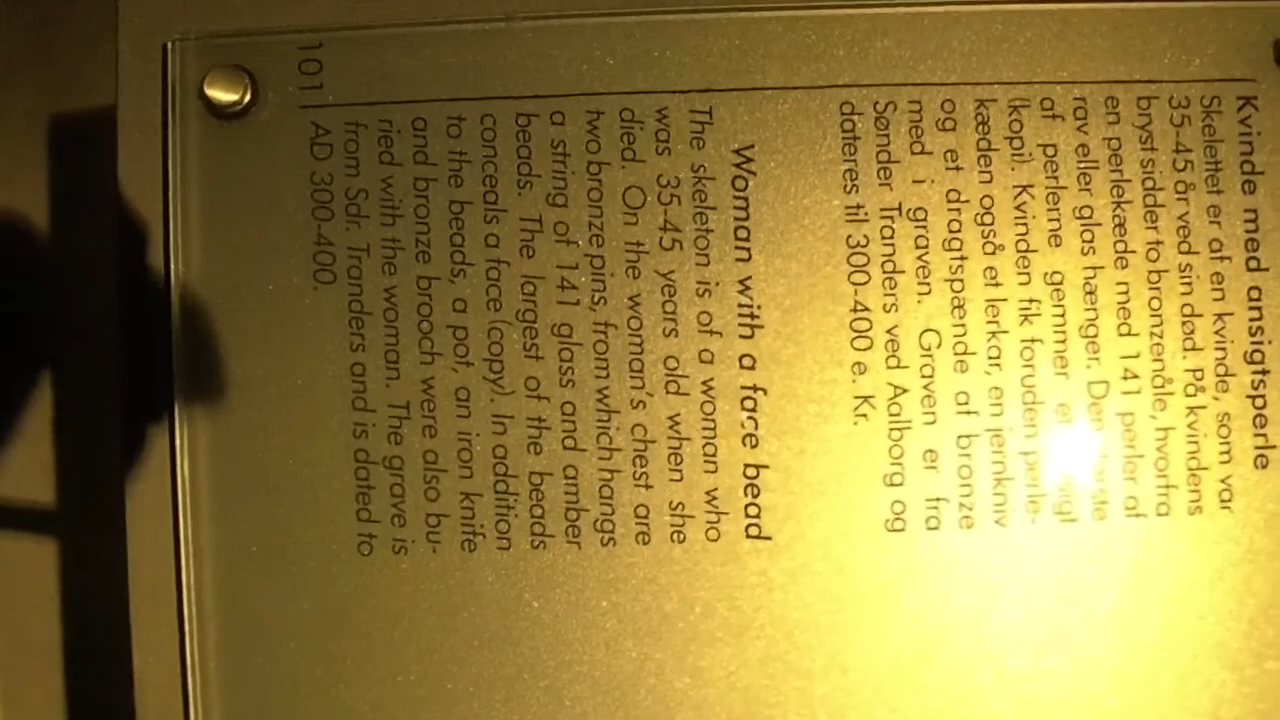 Kvinde med ansigtsperle
Skelettet er af en kvinde, som var
35-45 år ved sin død. På kvindens
bryst sidder to bronzenåle, hvorfra
en perlekæde med 141 perler af
rav eller glas hænger. Den
af perlerne gemmer et
(kopi). Kvinden fik foruden perle-
kæden også et lerkar, en jernkniv
og et dragtspænde af bronze
med i graven. Graven er fra
Sønder Tranders ved Aalborg og
dateres til 300-400 e. Kr.
Woman with a face bead
The skeleton is of a woman who
was 35-45 years old when she
died. On the woman's chest are
two bronze pins, from which hangs
a string of 141 glass and amber
beads. The largest of the beads
conceals a face (copy). In addition
to the beads, a pot, an iron knife
and bronze brooch were also bu-
ried with the woman. The grave is
from Sdr. Tranders and is dated to
AD 300-400.
101